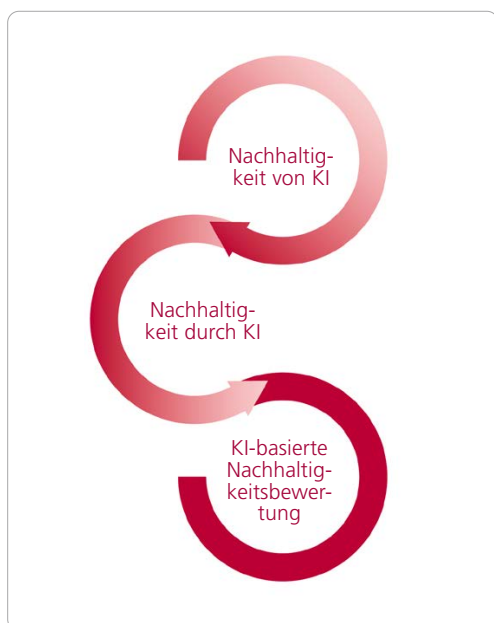 Nachhaltig-
keit von KI
Nachhaltig-
keit durch KI
KI-basierte
Nachhaltig-
keitsbewer-
tung